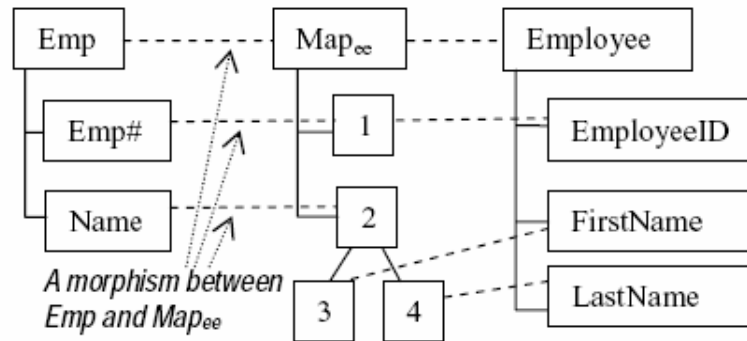 Emp
Map_ee
Employee
Emp#
1
EmployeeID
Name
2
FirstName
A morphism between
Emp and Map_ee
3
4
LastName